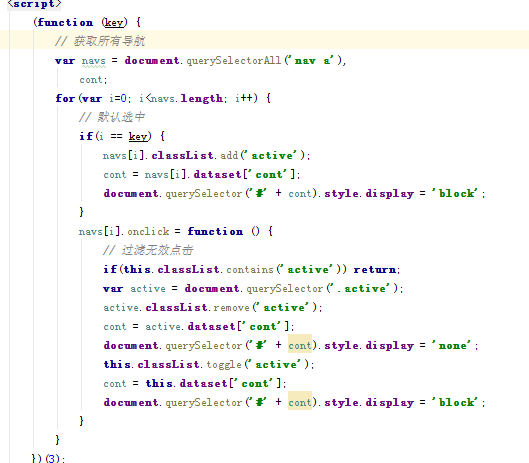 <script>
(function (key) {
// 获取所有导航
var navs = document.querySelectorAll('nav a'),
cont;
for(var i=0; i<navs.length; i++) {
// 默认选中
if(i == key) {
navs[i].classList.add('active');
cont = navs[i].dataset['cont'];
document.querySelector('#' + cont).style.display = 'block';
}
navs[i].onclick = function () {
// 过滤无效点击
if(this.classList.contains('active')) return;
var active = document.querySelector('.active');
active.classList.remove('active');
cont = active.dataset['cont'];
document.querySelector('#' + cont).style.display = 'none';
this.classList.toggle('active');
cont = this.dataset['cont'];
document.querySelector('#' + cont).style.display = 'block';
}
}
})(3);